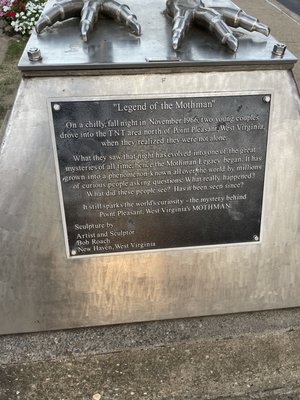 "Legend of the Mothman"
On a chilly, fall night in November 1966, two young couples
drove into the TNT area north of Point Pleasant, West Virginia,
when they realized they were not alone.
What they saw that night has evolved into one of the great
mysteries of all time; hence the Mothman Legacy began. It has
grown into a phenomenon known all over the world by millions
of curious people asking questions: What really happened?
What did these people see? Has it been seen since?
It still sparks the world's curiosity - the mystery behind
Point Pleasant, West Virginia's MOTHMAN.
Sculpture by
Artist and Sculptor
Bob Roach
New Haven, West Virginia